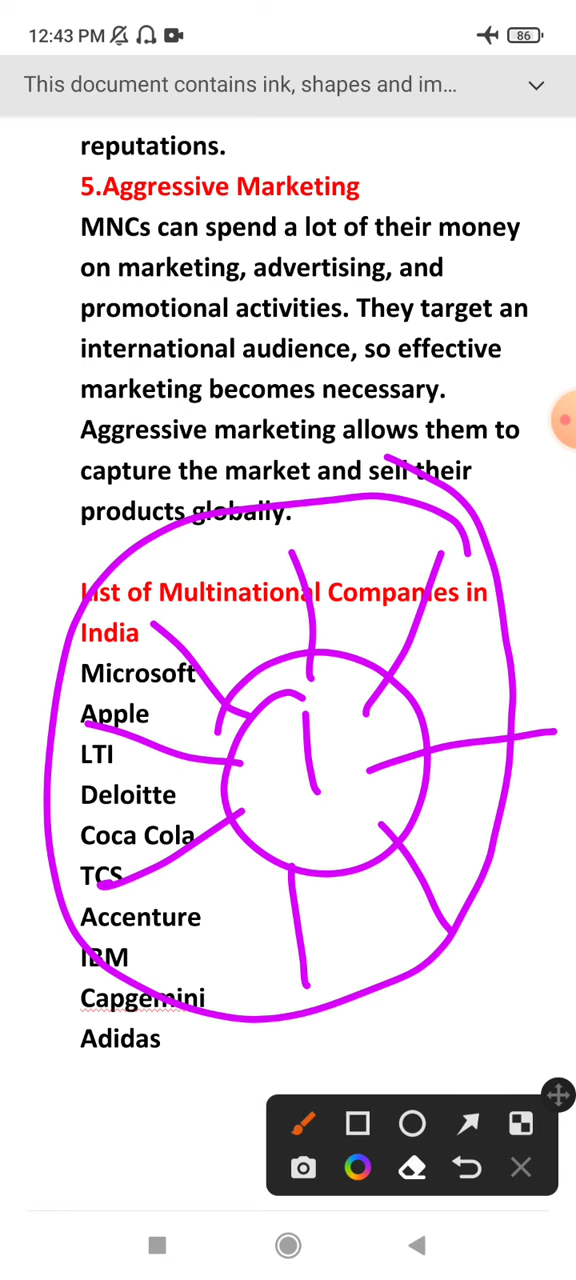 12:43 PM
86
This document contains ink, shapes and im...
reputations.
5.Aggressive Marketing
MNCs can spend a lot of their money
on marketing, advertising, and
promotional activities. They target an
international audience, so effective
marketing becomes necessary.
Aggressive marketing allows them to
capture the market and sell their
products globally.
List of Multinational Companies in
India
Microsoft
Apple
LTI
Deloitte
Coca Cola
TCS
Accenture
IBM
Capgemini
Adidas